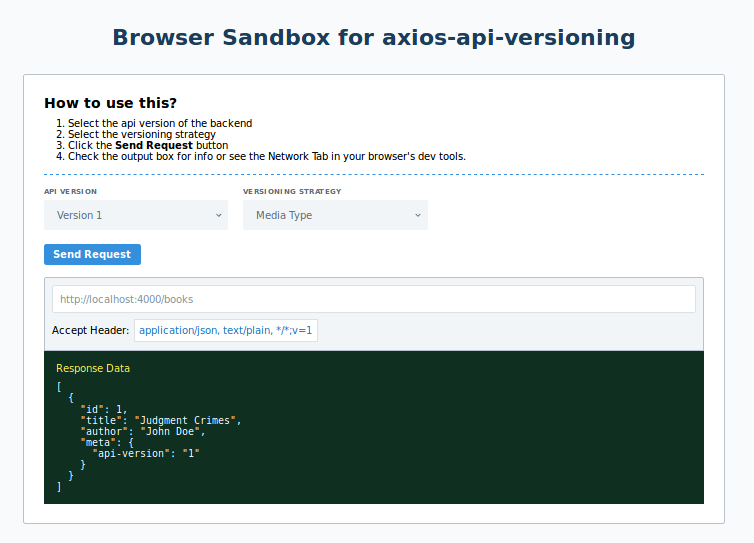 Browser Sandbox for axios-api-versioning
How to use this?
1. Select the api version of the backend
2. Select the versioning strategy
3. Click the Send Request button
4. Check the output box for info or see the Network Tab in your browser's dev tools.
API VERSION
VERSIONING STRATEGY
Version 1
Media Type
Send Request
http://localhost:4000/books
Accept Header: application/json, text/plain, */*;v=1
Response Data
[
  {
    "id": 1,
    "title": "Judgment Crimes",
    "author": "John Doe",
    "meta": {
      "api-version": "1"
    }
  }
]